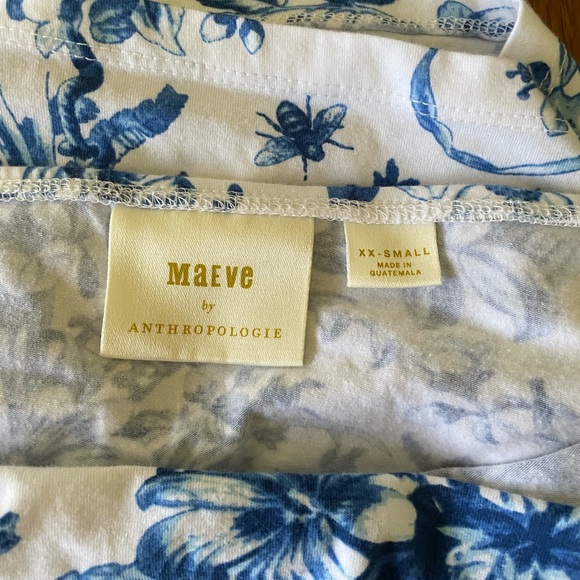 MaEve
by
ANTHROPOLOGIE
XX-SMALL
MADE IN
GUATEMALA